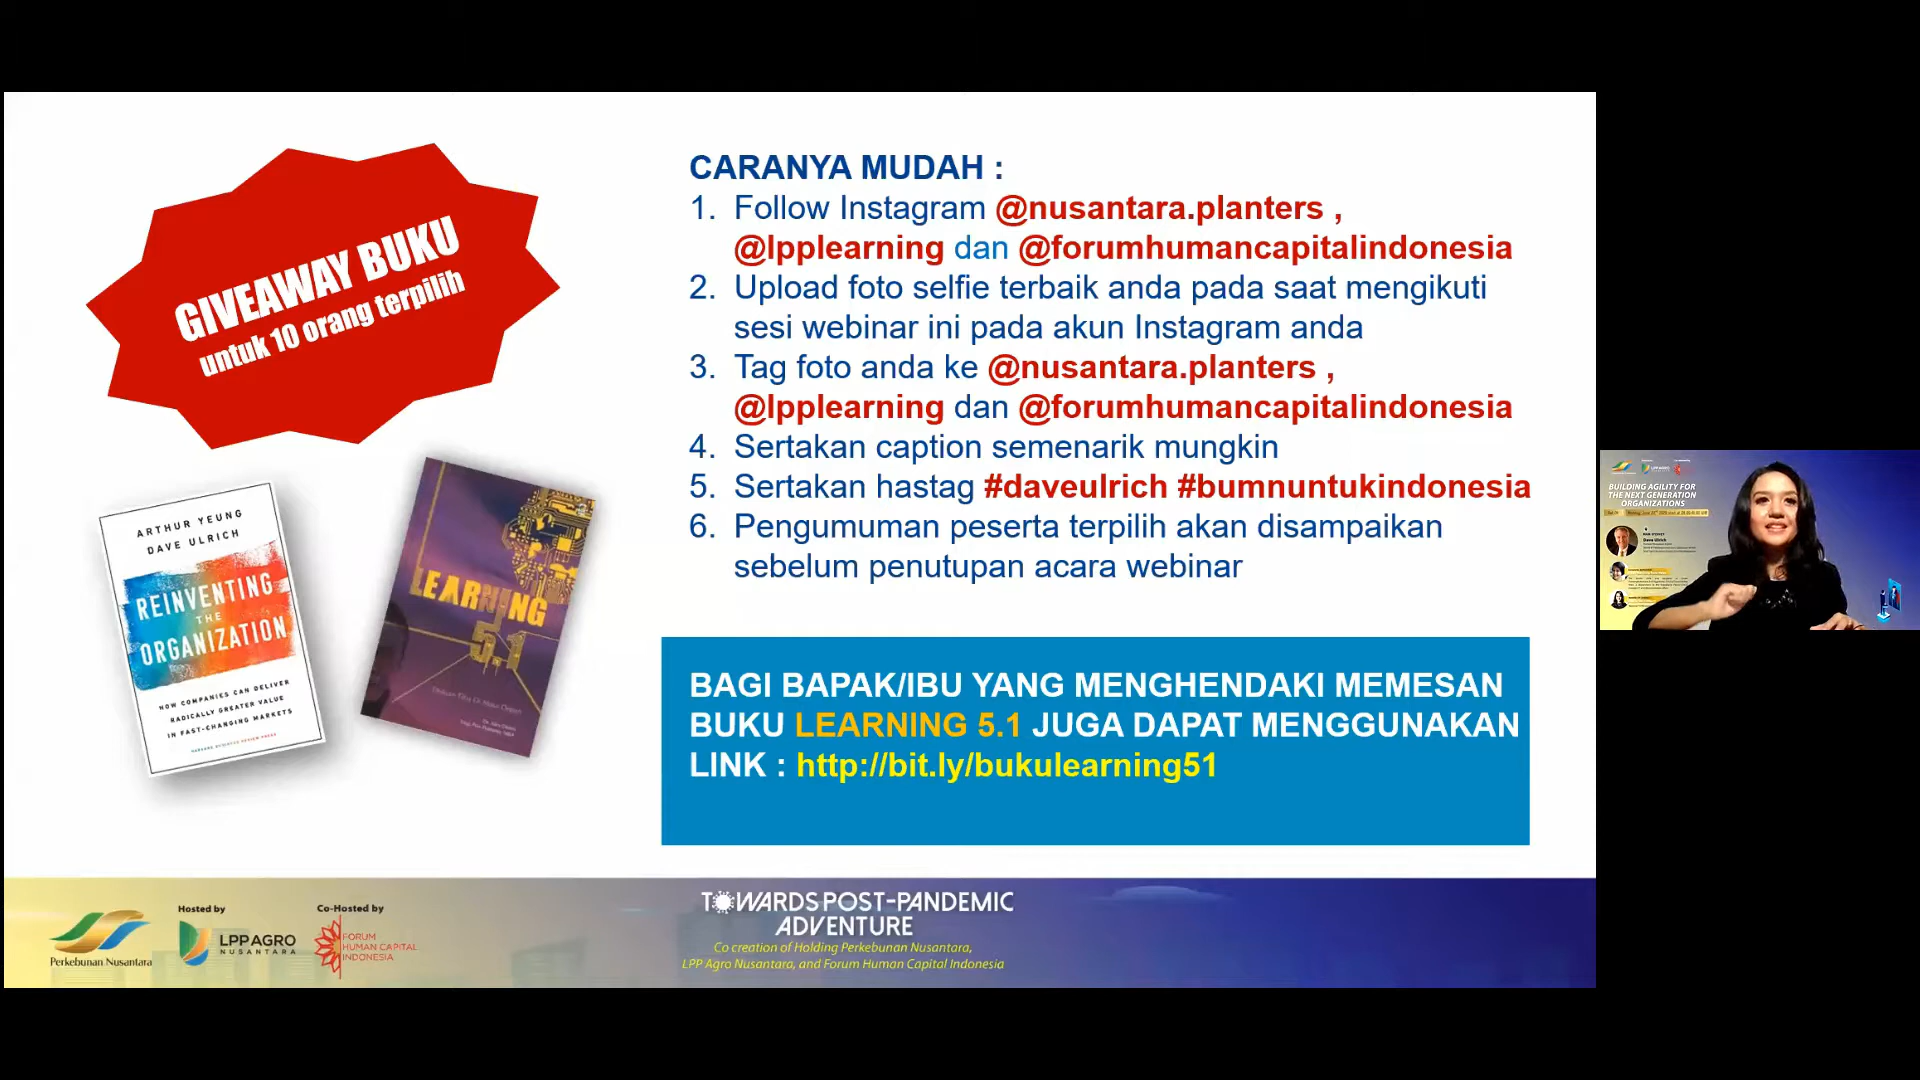 GIVEAWAY BUKU
untuk 10 orang terpilih
ARTHUR YEUNG
DAVE ULRICH
REINVENTING
THE
ORGANIZATION
HOW COMPANIES CAN DELIVER
RADICALLY GREATER VALUE
IN FAST-CHANGING MARKETS
LEARNING
5.1
CARANYA MUDAH :
1. Follow Instagram @nusantara.planters ,
@lpplearning dan @forumhumancapitalindonesia
2. Upload foto selfie terbaik anda pada saat mengikuti
sesi webinar ini pada akun Instagram anda
3. Tag foto anda ke @nusantara.planters ,
@lpplearning dan @forumhumancapitalindonesia
4. Sertakan caption semenarik mungkin
5. Sertakan hastag #daveulrich #bumnuntukindonesia
6. Pengumuman peserta terpilih akan disampaikan
sebelum penutupan acara webinar
BAGI BAPAK/IBU YANG MENGHENDAKI MEMESAN
BUKU LEARNING 5.1 JUGA DAPAT MENGGUNAKAN
LINK : http://bit.ly/bukulearning51
Perkebunan Nusantara
Hosted by
LPP AGRO
NUSANTARA
Co-Hosted by
FORUM
HUMAN CAPITAL
INDONESIA
TOWARDS POST-PANDEMIC
ADVENTURE
Co creation of Holding Perkebunan Nusantara,
LPP Agro Nusantara, and Forum Human Capital Indonesia
BUILDING AGILITY FOR
THE NEXT GENERATION
ORGANIZATIONS
Dave Ulrich